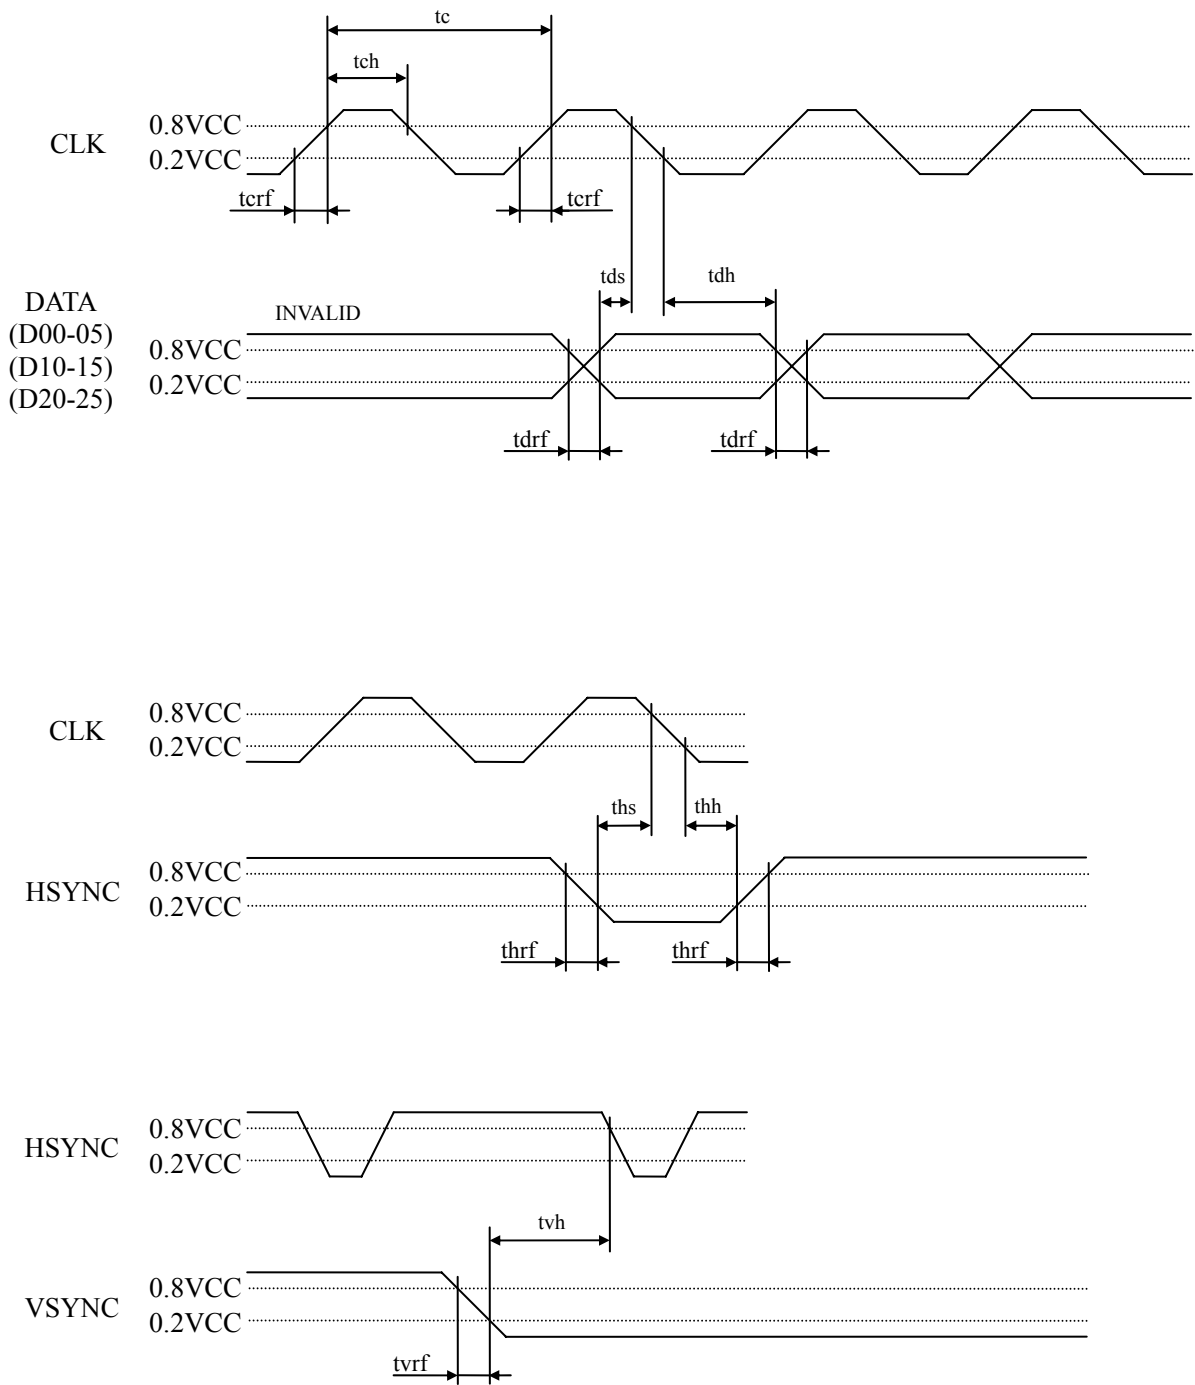 tc
tch
0.8VCC
CLK
0.2VCC
tcrf
tcrf
tds
tdh
DATA
(D00-05)
(D10-15)
(D20-25)
INVALID
0.8VCC
0.2VCC
tdrf
tdrf
0.8VCC
CLK
0.2VCC
ths
thh
0.8VCC
HSYNC
0.2VCC
thrf
thrf
0.8VCC
HSYNC
0.2VCC
tvh
0.8VCC
VSYNC
0.2VCC
tvrf